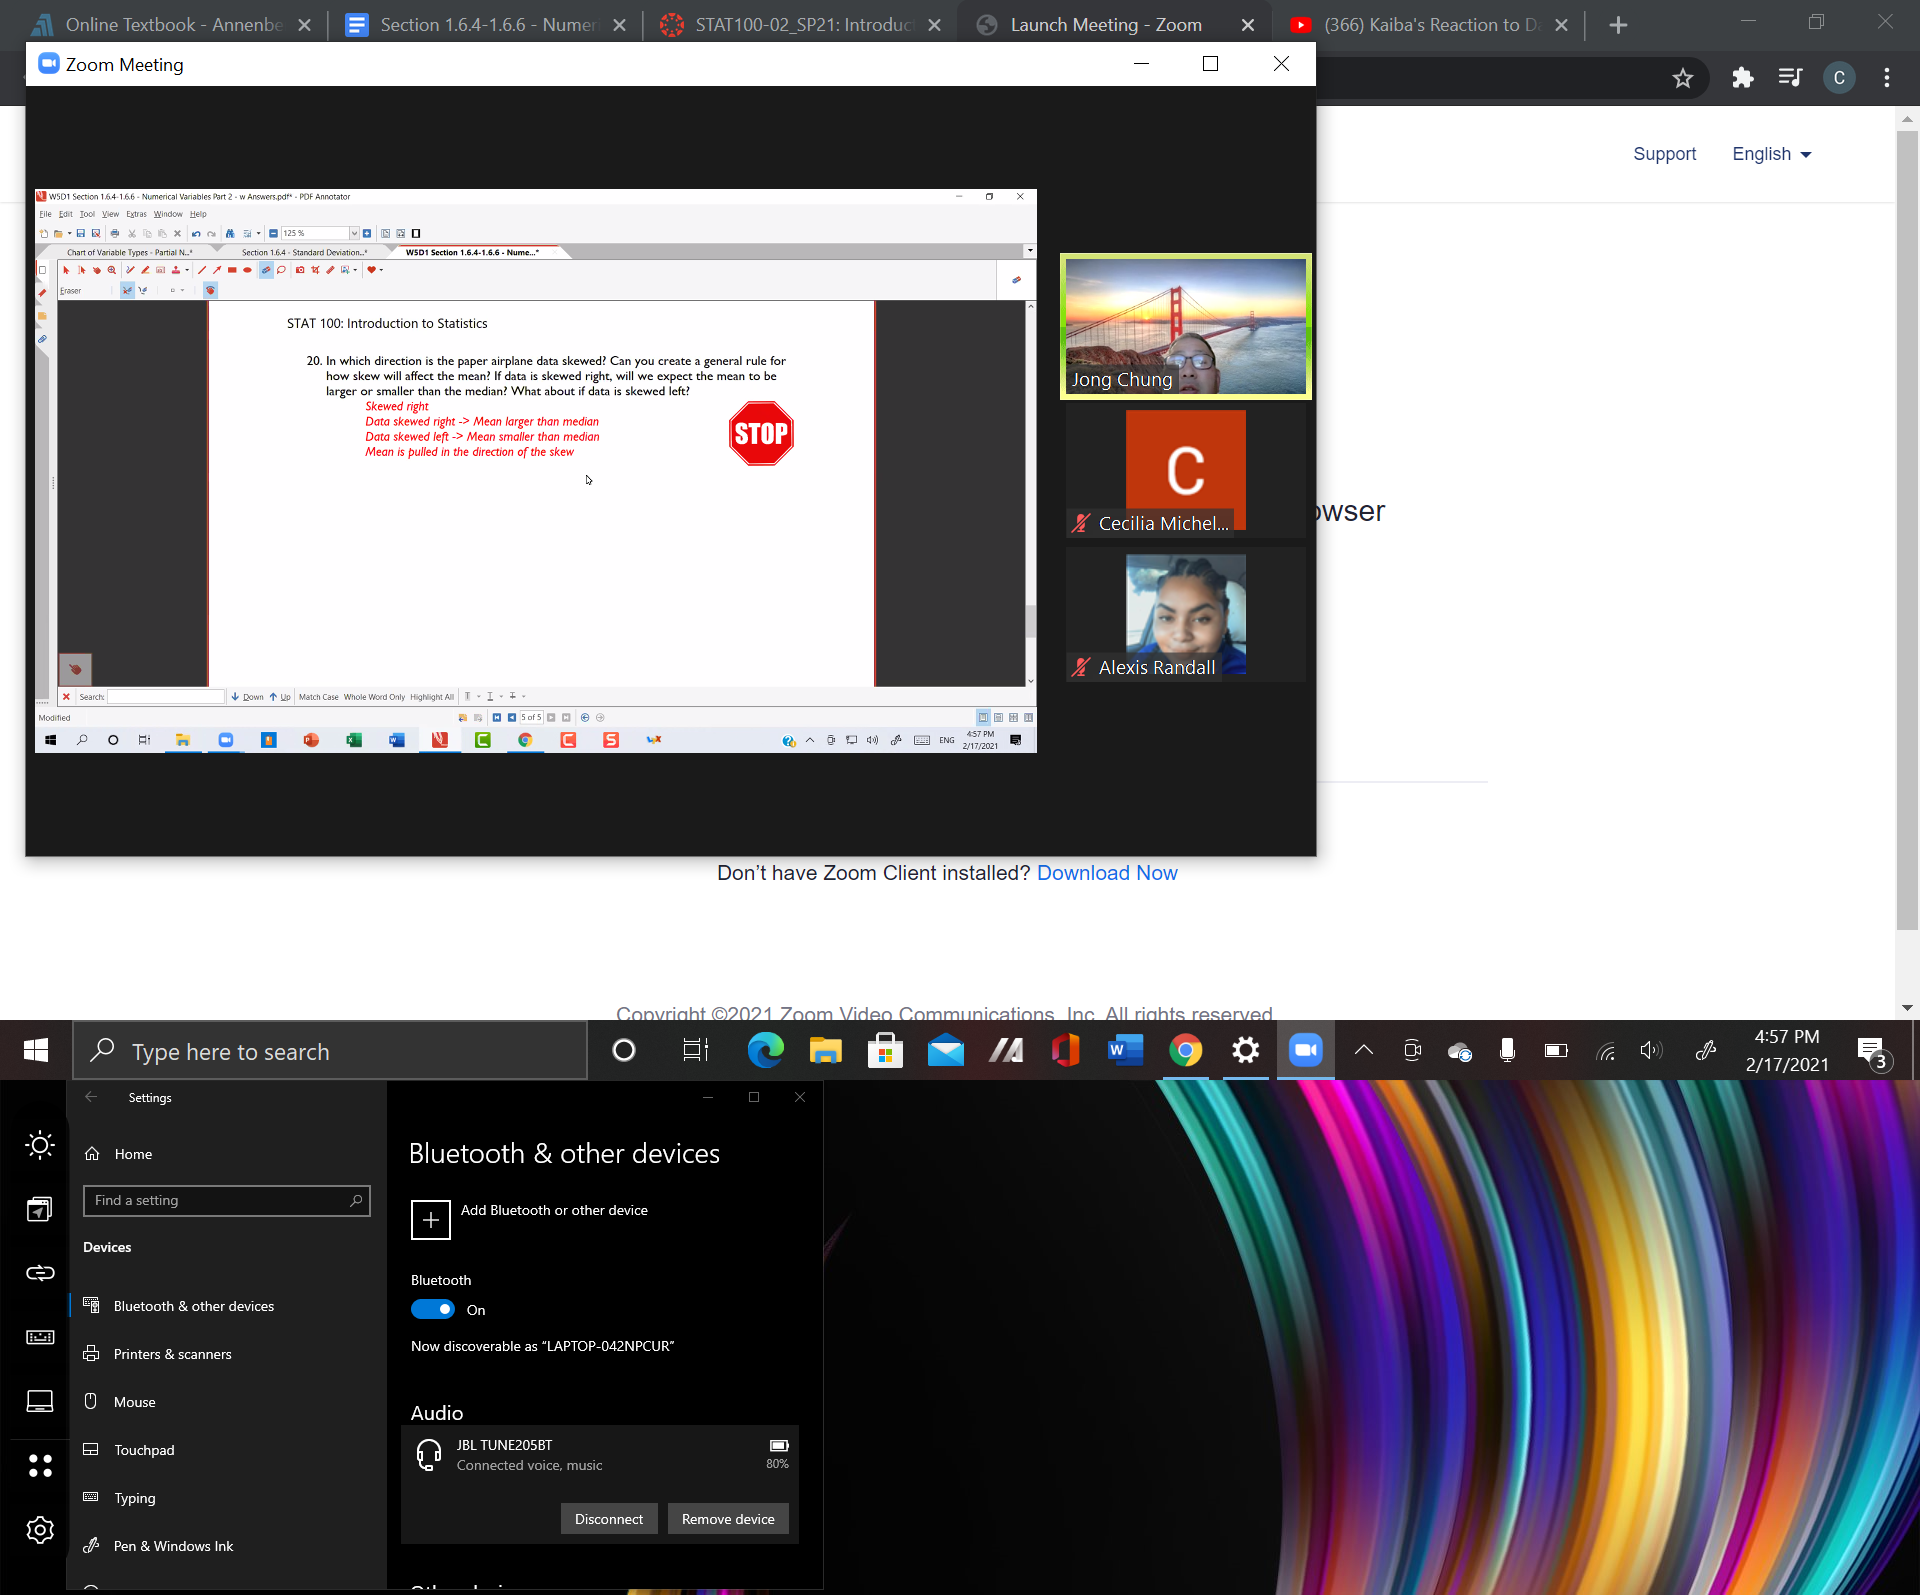 Online Textbook - Annenbe
Section 1.6.4-1.6.6 - Numeri
STAT100-02_SP21: Introduct
Launch Meeting - Zoom
(366) Kaiba's Reaction to D
Zoom Meeting
C
Support
English
W5D1 Section 1.6.4-1.6.6 - Numerical Variables Part 2 - w Answers.pdf* - PDF Annotator
File Edit Tool View Extras Window Help
125 %
Chart of Variable Types - Partial N..*
Section 1.6.4 - Standard Deviation..*
W5D1 Section 1.6.4-1.6.6 - Nume...*
Eraser
STAT 100: Introduction to Statistics
20. In which direction is the paper airplane data skewed? Can you create a general rule for
how skew will affect the mean? If data is skewed right, will we expect the mean to be
larger or smaller than the median? What about if data is skewed left?
Skewed right
Data skewed right -> Mean larger than median
Data skewed left -> Mean smaller than median
Mean is pulled in the direction of the skew
STOP
Search:
Down Up Match Case Whole Word Only Highlight All
Modified
5 of 5
ENG
4:57 PM
2/17/2021
Jong Chung
C
Cecilia Michel...
Alexis Randall
owser
Don't have Zoom Client installed? Download Now
Copyright ©2021 Zoom Video Communications, Inc. All rights reserved.
Type here to search
4:57 PM
2/17/2021
3
Settings
Home
Find a setting
Devices
Bluetooth & other devices
Printers & scanners
Mouse
Touchpad
Typing
Pen & Windows Ink
Bluetooth & other devices
Add Bluetooth or other device
Bluetooth
On
Now discoverable as "LAPTOP-042NPCUR"
Audio
JBL TUNE205BT
Connected voice, music
80%
Disconnect
Remove device